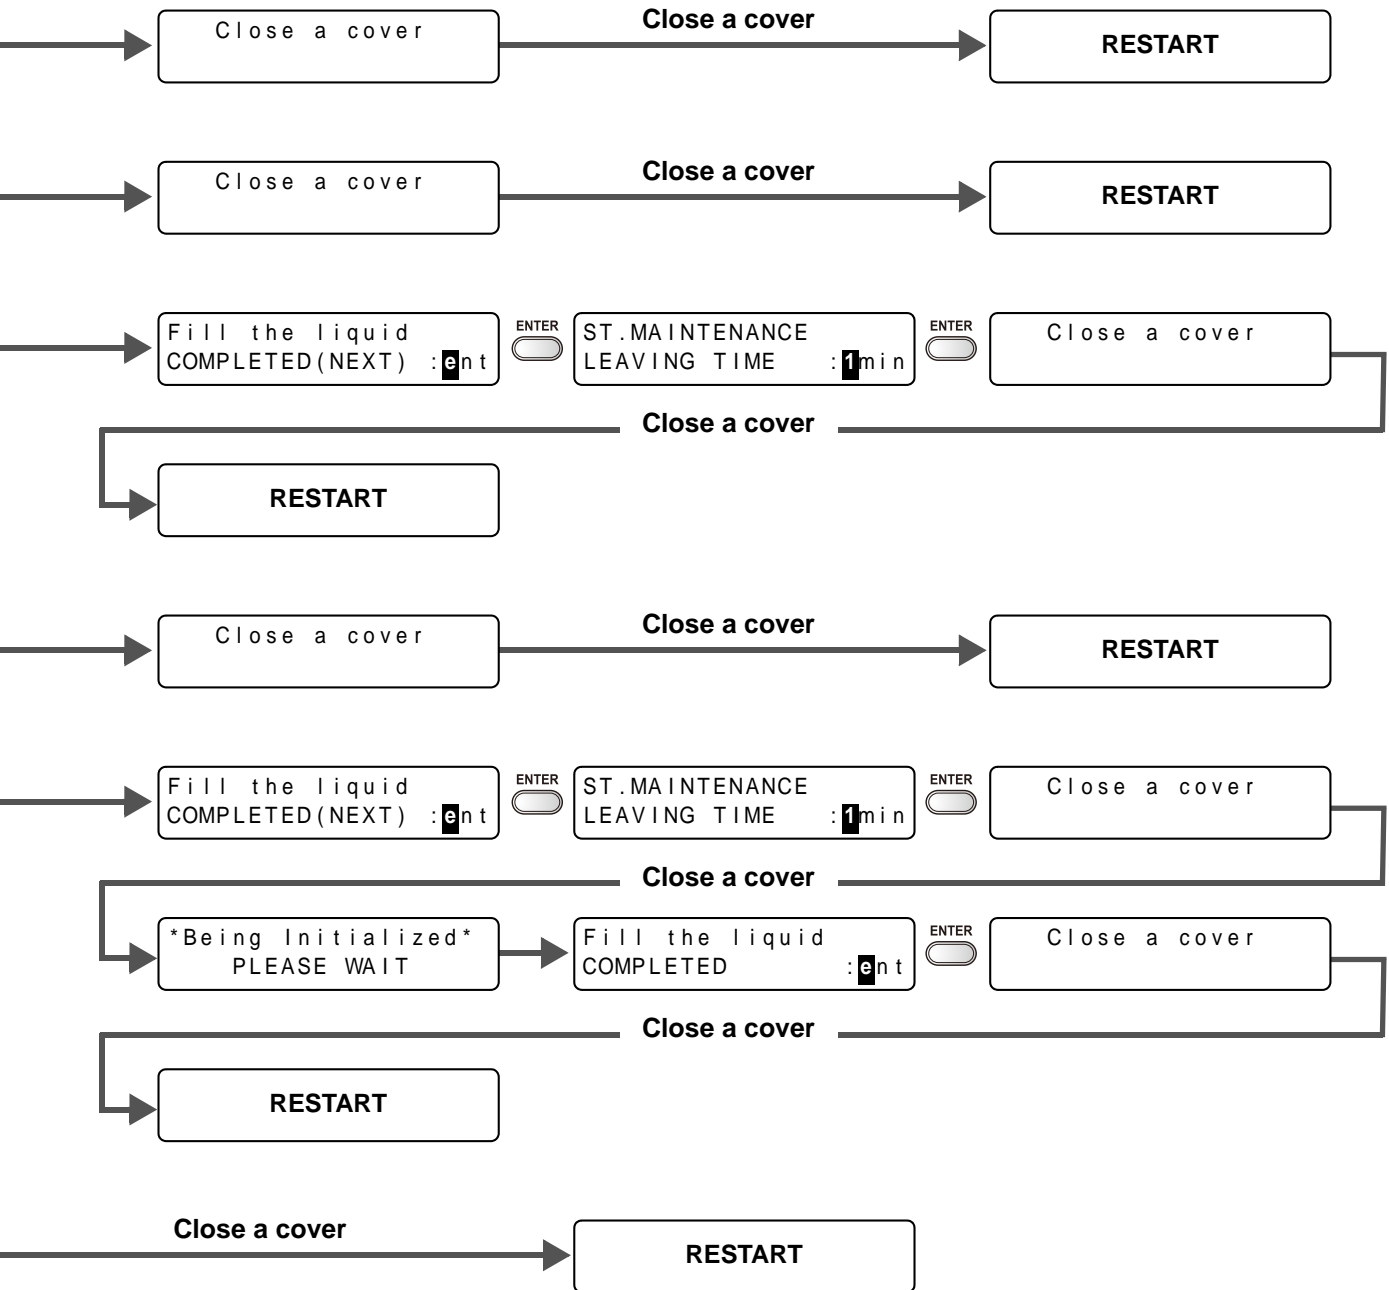 Close a cover
Close a cover
RESTART
Close a cover
Close a cover
RESTART
Fill the liquid
COMPLETED(NEXT) :ent
ENTER
ST.MAINTENANCE
LEAVING TIME :1min
ENTER
Close a cover
Close a cover
RESTART
Close a cover
Close a cover
RESTART
Fill the liquid
COMPLETED(NEXT) :ent
ENTER
ST.MAINTENANCE
LEAVING TIME :1min
ENTER
Close a cover
Close a cover
*Being Initialized*
PLEASE WAIT
Fill the liquid
COMPLETED :ent
ENTER
Close a cover
Close a cover
RESTART
Close a cover
RESTART